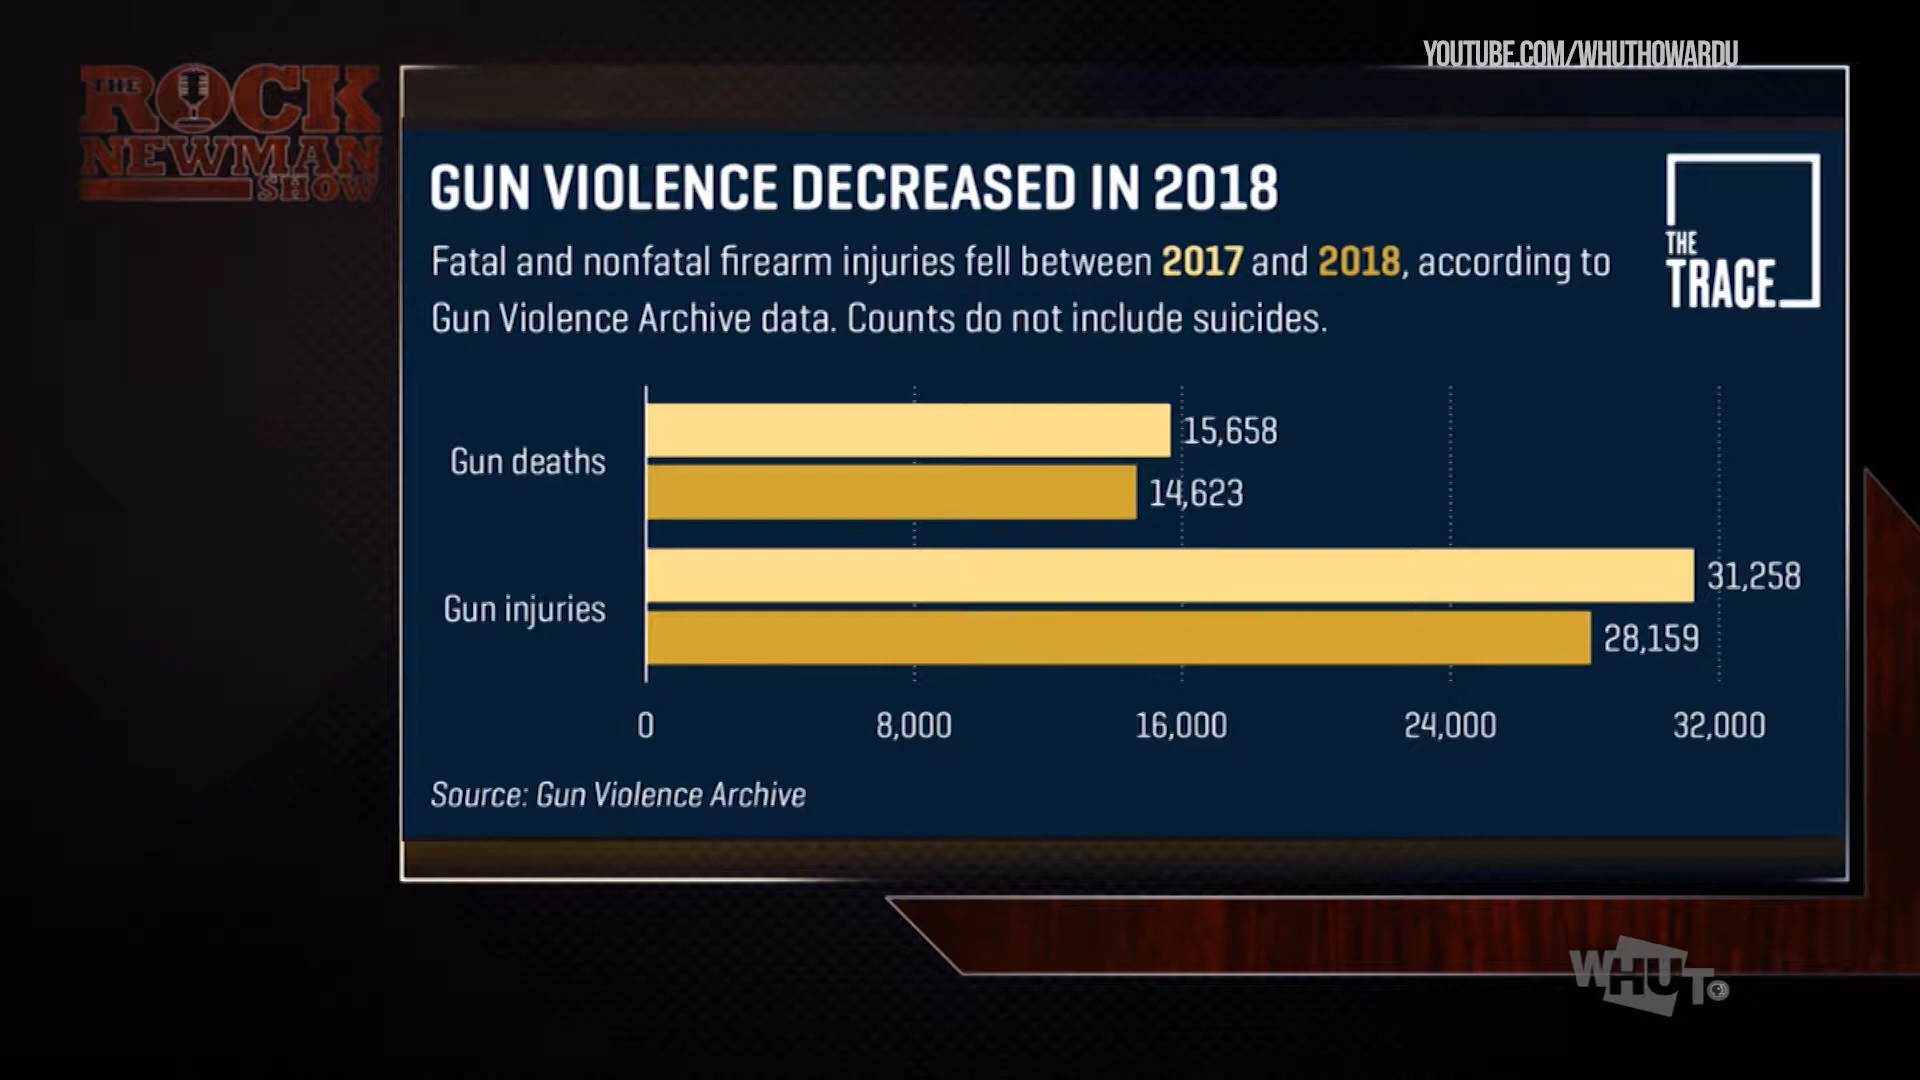 YOUTUBE.COM/WHUTHOWARDU
THE
ROCK
NEWMAN
SHOW
GUN VIOLENCE DECREASED IN 2018
Fatal and nonfatal firearm injuries fell between 2017 and 2018, according to
Gun Violence Archive data. Counts do not include suicides.
THE
TRACE
Gun deaths
15,658
14,623
Gun injuries
31,258
28,159
0 8,000 16,000 24,000 32,000
Source: Gun Violence Archive
WHUT